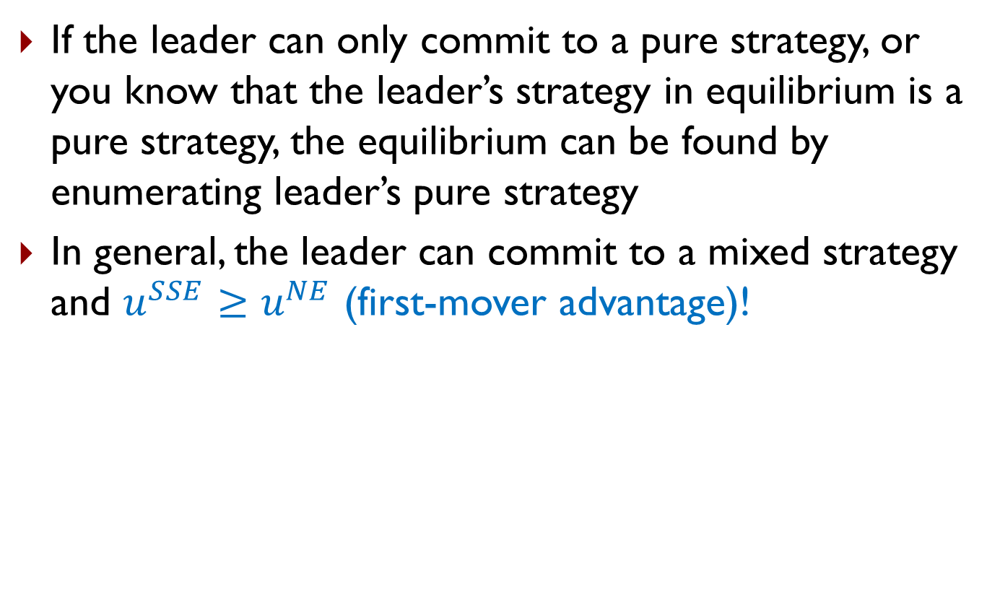 If the leader can only commit to a pure strategy, or
you know that the leader’s strategy in equilibrium is a
pure strategy, the equilibrium can be found by
enumerating leader’s pure strategy
In general, the leader can commit to a mixed strategy
and u^{SSE} ≥ u^{NE} (first-mover advantage)!